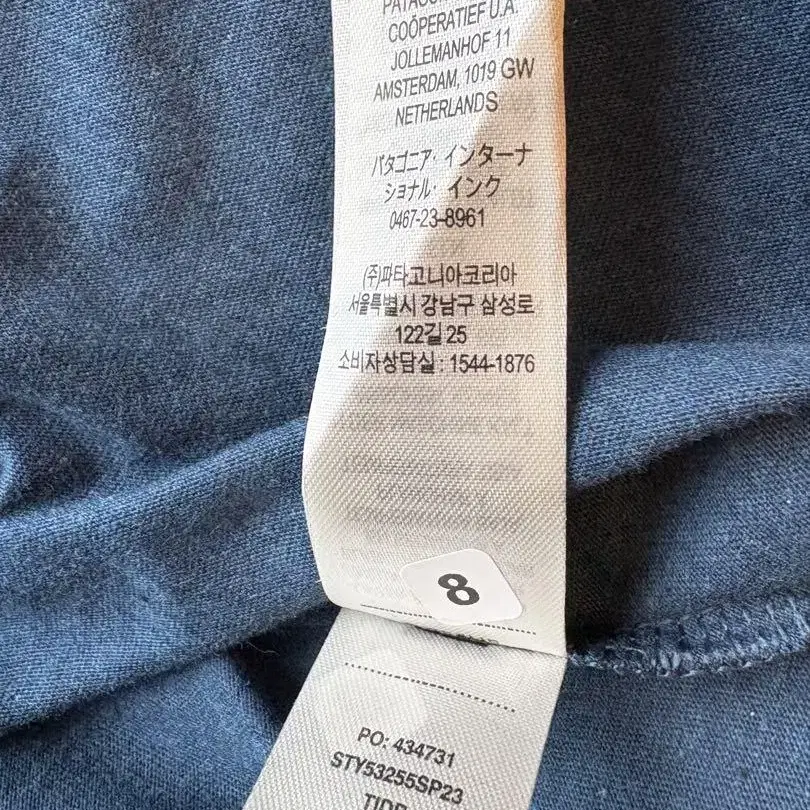 COÖPERATIEF U.A.
JOLLEMANHOF 11
AMSTERDAM, 1019 GW
NETHERLANDS
パタゴニア・インターナ
ショナル・インク
0467-23-8961
(주)파타고니아코리아
서울특별시 강남구 삼성로
122길 25
소비자상담실 : 1544-1876
8
PO: 434731
STY53255SP23